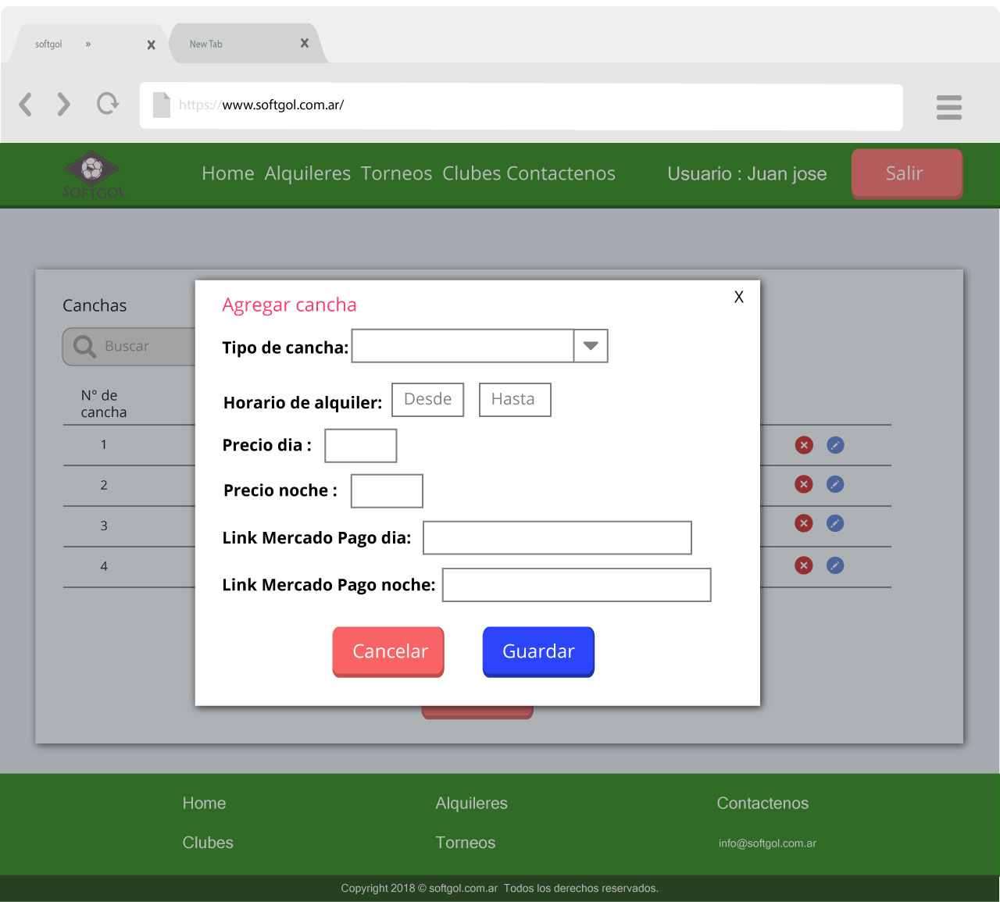 softgol »
x
New Tab
x
https://www.softgol.com.ar/
SOFTGOL
Home Alquileres Torneos Clubes Contactenos
Usuario : Juan jose
Salir
Canchas
Buscar
N° de
cancha
1
2
3
4
Agregar cancha
X
Tipo de cancha:
Horario de alquiler: Desde Hasta
Precio dia :
Precio noche :
Link Mercado Pago dia:
Link Mercado Pago noche:
Cancelar
Guardar
Home Alquileres Contactenos
Clubes Torneos info@softgol.com.ar
Copyright 2018 © softgol.com.ar Todos los derechos reservados.